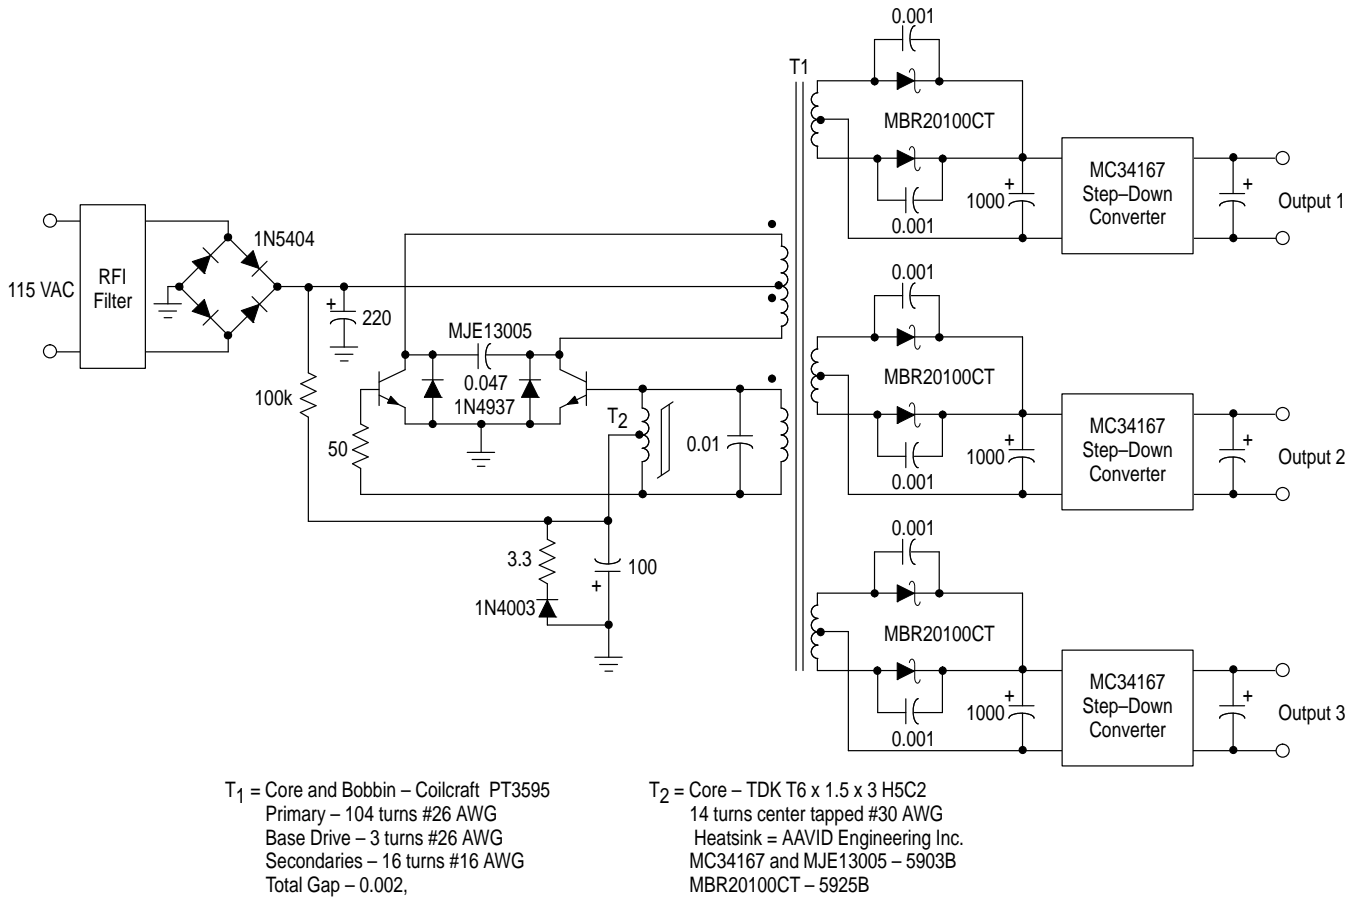 0.001
T1
MBR20100CT
0.001
+
1000
MC34167
Step–Down
Converter
+
Output 1
115 VAC
RFI
Filter
1N5404
+
220
100k
MJE13005
0.047
1N4937
50
T2
0.01
3.3
1N4003
+
100
0.001
MBR20100CT
0.001
+
1000
MC34167
Step–Down
Converter
+
Output 2
0.001
MBR20100CT
0.001
+
1000
MC34167
Step–Down
Converter
+
Output 3
T1 = Core and Bobbin – Coilcraft PT3595
Primary – 104 turns #26 AWG
Base Drive – 3 turns #26 AWG
Secondaries – 16 turns #16 AWG
Total Gap – 0.002,
T2 = Core – TDK T6 x 1.5 x 3 H5C2
14 turns center tapped #30 AWG
Heatsink = AAVID Engineering Inc.
MC34167 and MJE13005 – 5903B
MBR20100CT – 5925B